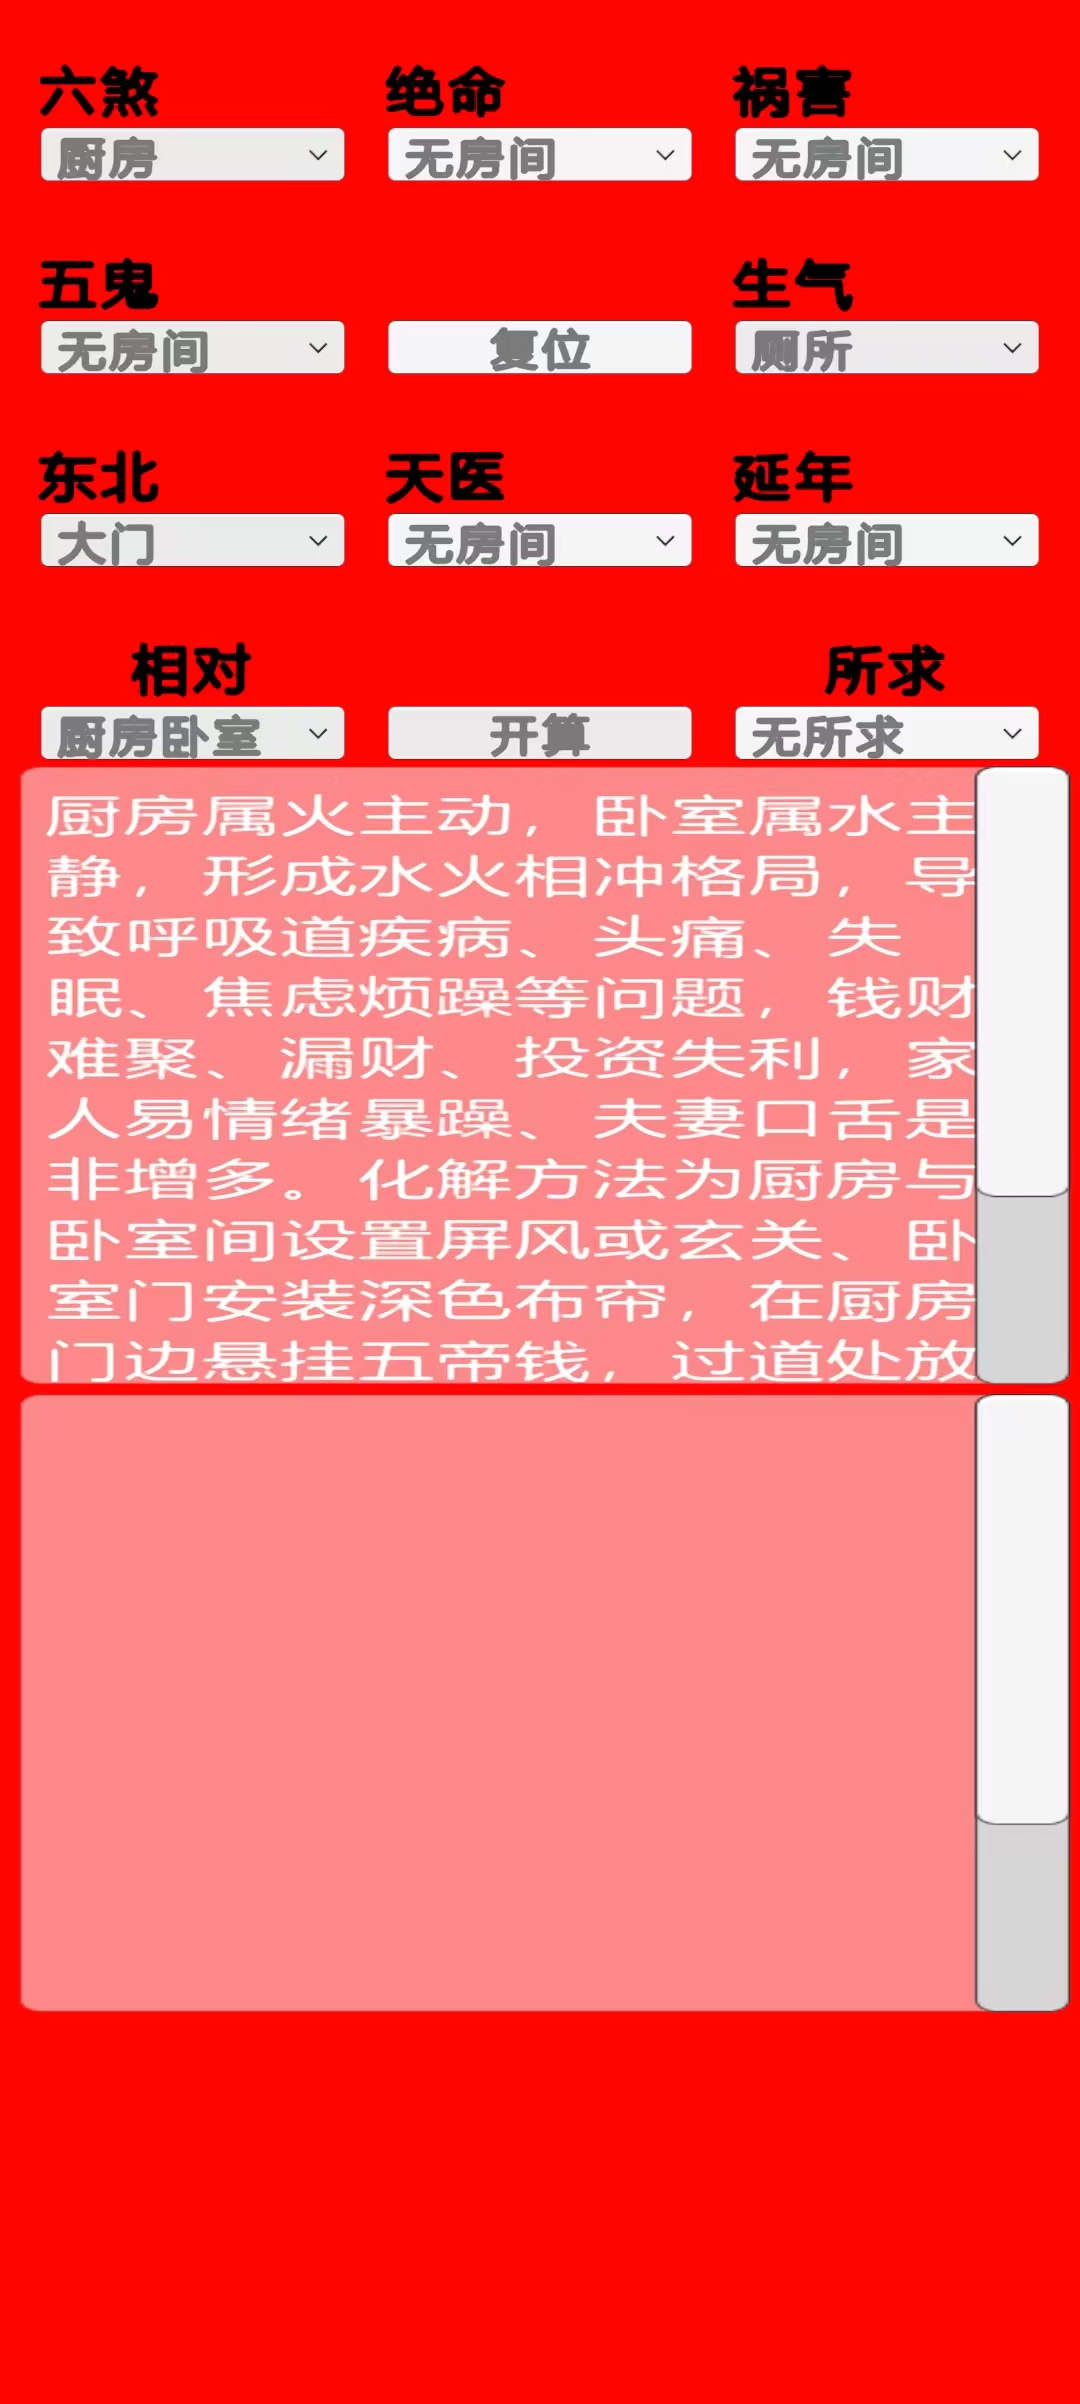 六煞 绝命 祸害
厨房 无房间 无房间
五鬼 生气
无房间 复位 厕所
东北 天医 延年
大门 无房间 无房间
相对 所求
厨房卧室 开算 无所求
厨房属火主动，卧室属水主
静，形成水火相冲格局，导
致呼吸道疾病、头痛、失
眠、焦虑烦躁等问题，钱财
难聚、漏财、投资失利，家
人易情绪暴躁、夫妻口舌是
非增多。化解方法为厨房与
卧室间设置屏风或玄关、卧
室门安装深色布帘，在厨房
门边悬挂五帝钱，过道处放